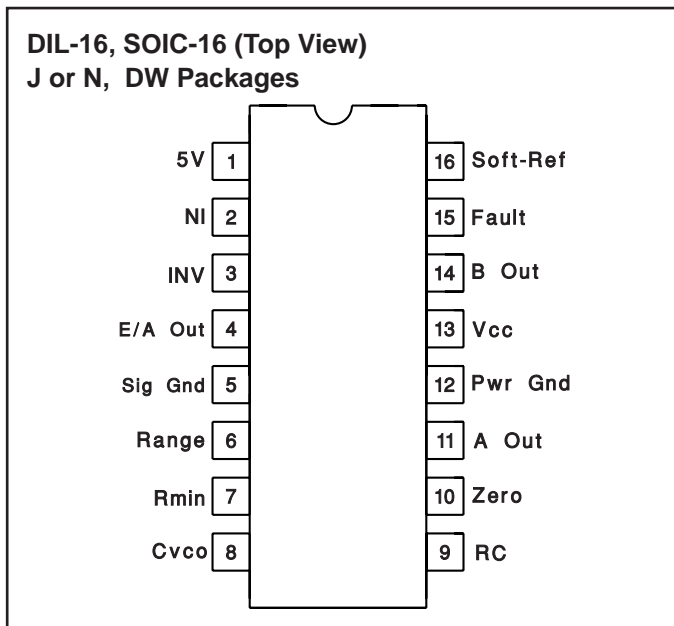 DIL-16, SOIC-16 (Top View)
J or N, DW Packages
5V 1 16 Soft-Ref
NI 2 15 Fault
INV 3 14 B Out
E/A Out 4 13 Vcc
Sig Gnd 5 12 Pwr Gnd
Range 6 11 A Out
Rmin 7 10 Zero
Cvco 8 9 RC